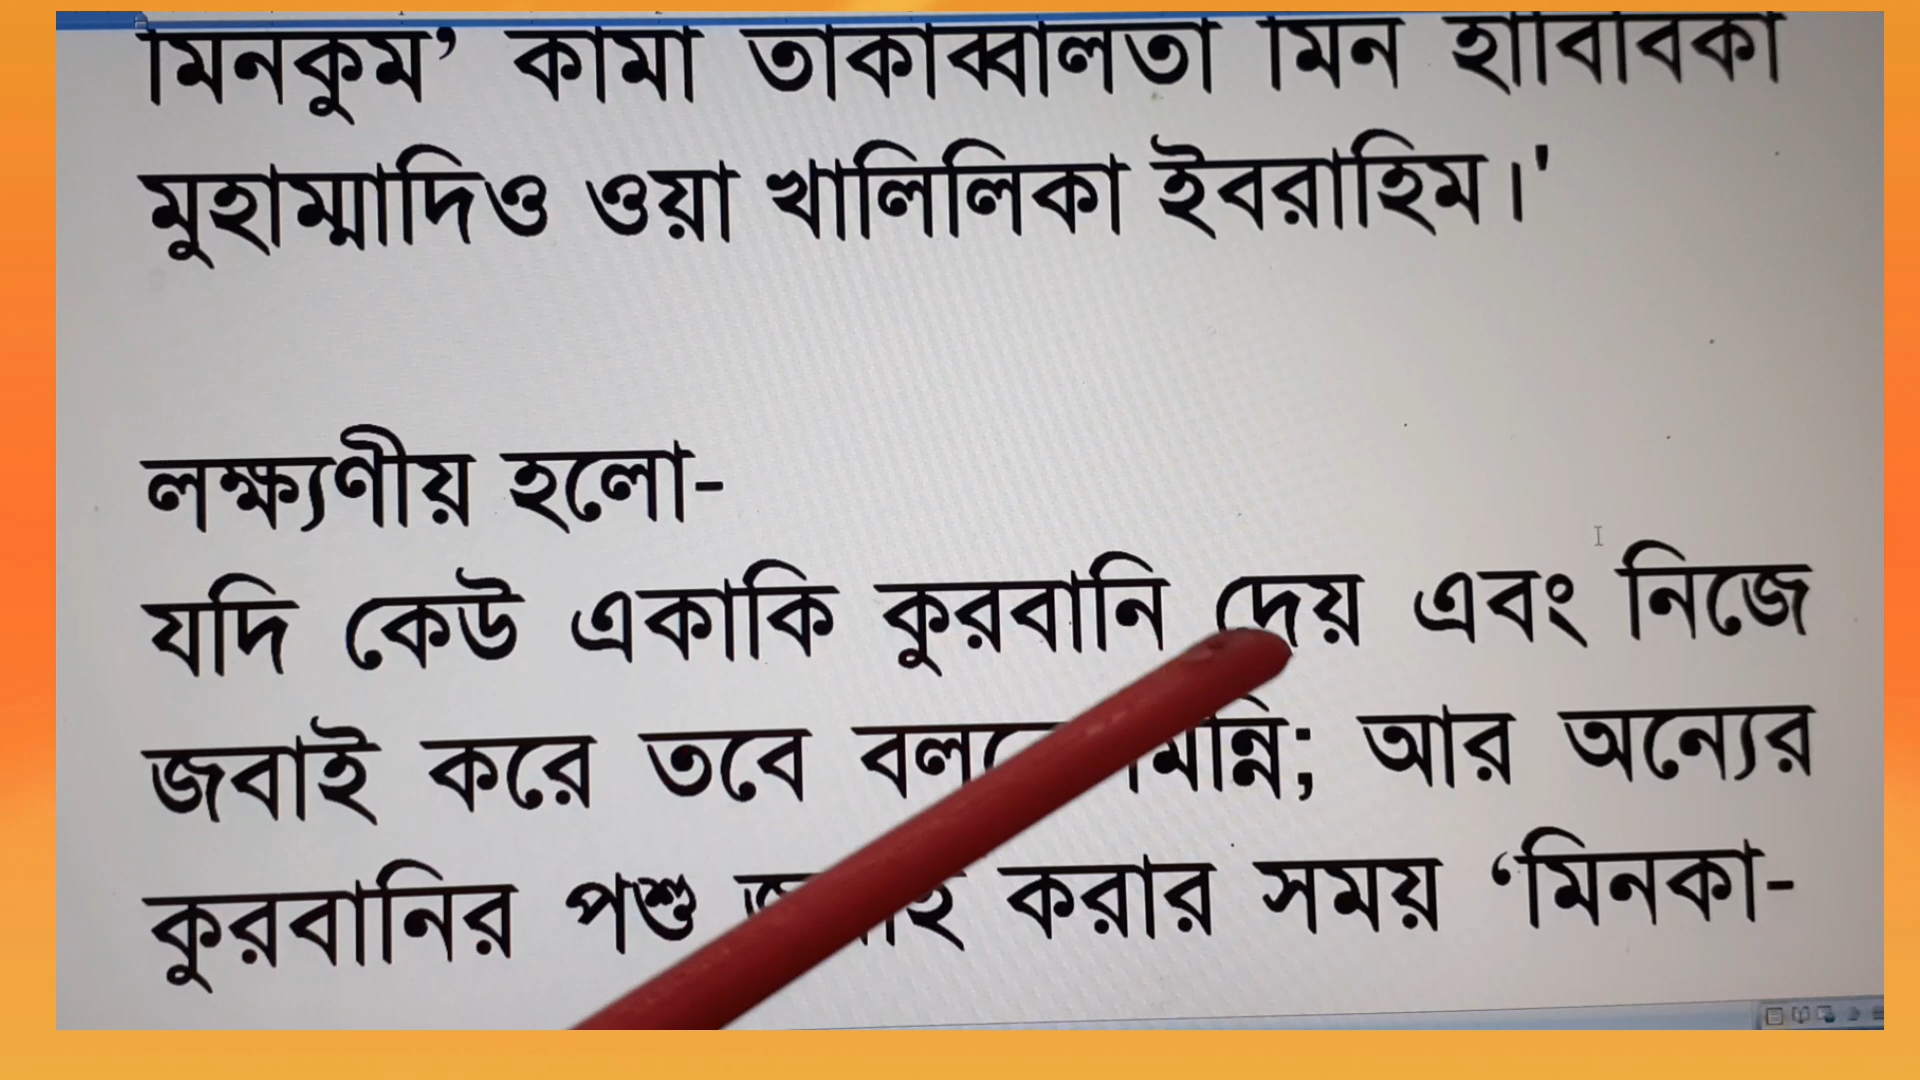 মিনকুম’ কামা তাকাব্বালতা মিন হাবিবিকা
মুহাম্মাদিও ওয়া খালিলিকা ইবরাহিম।'
লক্ষ্যণীয় হলো-
যদি কেউ একাকি কুরবানি দেয় এবং নিজে
জবাই করে তবে মিন্নি; আর অন্যের
কুরবানির পশু করার সময় ‘মিনকা-